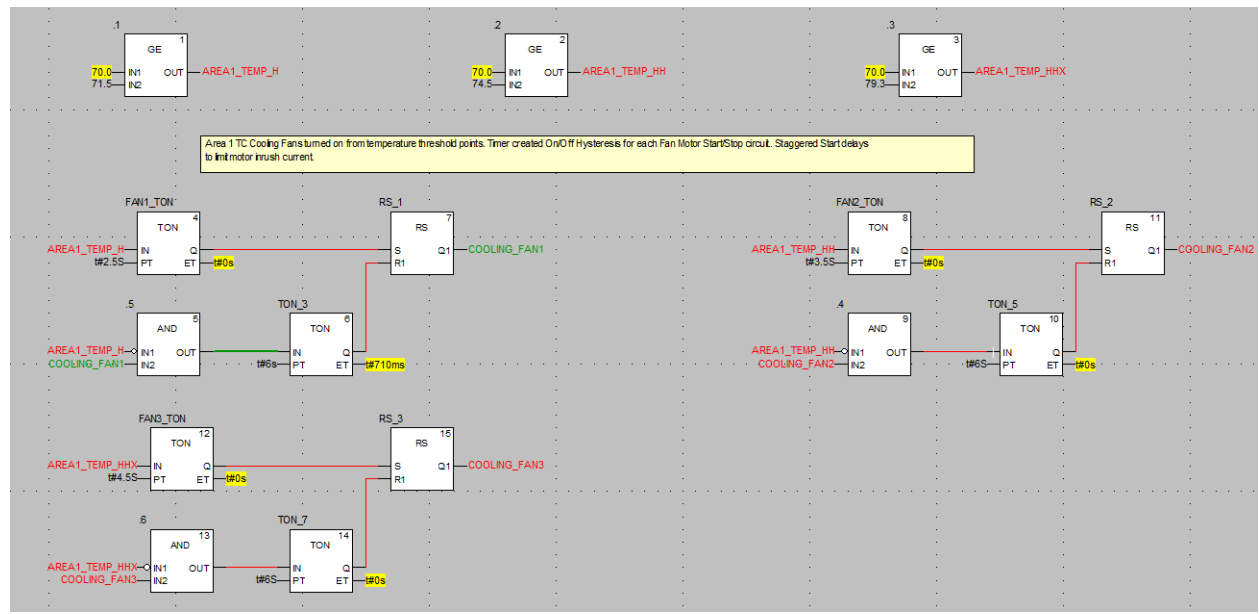 .1
1
GE
70.0 IN1 OUT AREA1_TEMP_H
71.5 IN2
.2
2
GE
70.0 IN1 OUT AREA1_TEMP_HH
74.5 IN2
.3
3
GE
70.0 IN1 OUT AREA1_TEMP_HHX
79.3 IN2
Area 1 TC Cooling Fans turned on from temperature threshold points. Timer created On/Off Hysteresis for each Fan Motor Start/Stop circuit. Staggered Start delays
to limit motor inrush current.
FAN1_TON
4
TON
AREA1_TEMP_H IN Q
t#2.5S PT ET t#0s
RS_1
7
RS
S Q1 COOLING_FAN1
R1
.5
5
AND
AREA1_TEMP_H IN1 OUT
COOLING_FAN1 IN2
TON_3
6
TON
IN Q
t#6s PT ET t#710ms
FAN2_TON
8
TON
AREA1_TEMP_HH IN Q
t#3.5S PT ET t#0s
RS_2
11
RS
S Q1 COOLING_FAN2
R1
.4
9
AND
AREA1_TEMP_HH IN1 OUT
COOLING_FAN2 IN2
TON_5
10
TON
IN Q
t#6S PT ET t#0s
FAN3_TON
12
TON
AREA1_TEMP_HHX IN Q
t#4.5S PT ET t#0s
RS_3
15
RS
S Q1 COOLING_FAN3
R1
.6
13
AND
AREA1_TEMP_HHX IN1 OUT
COOLING_FAN3 IN2
TON_7
14
TON
IN Q
t#6S PT ET t#0s